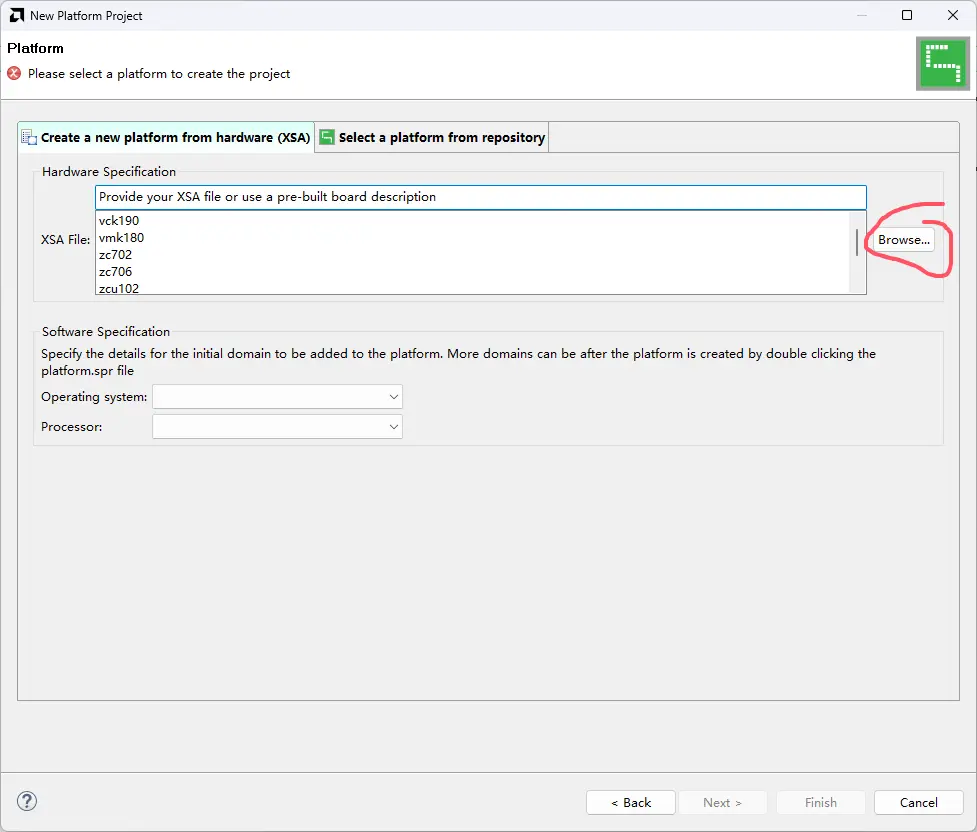 New Platform Project
Platform
Please select a platform to create the project
Create a new platform from hardware (XSA)
Select a platform from repository
Hardware Specification
Provide your XSA file or use a pre-built board description
vck190
vmk180
XSA File:
Browse...
zc702
zc706
zcu102
Software Specification
Specify the details for the initial domain to be added to the platform. More domains can be after the platform is created by double clicking the
platform.spr file
Operating system:
Processor:
?
< Back
Next >
Finish
Cancel